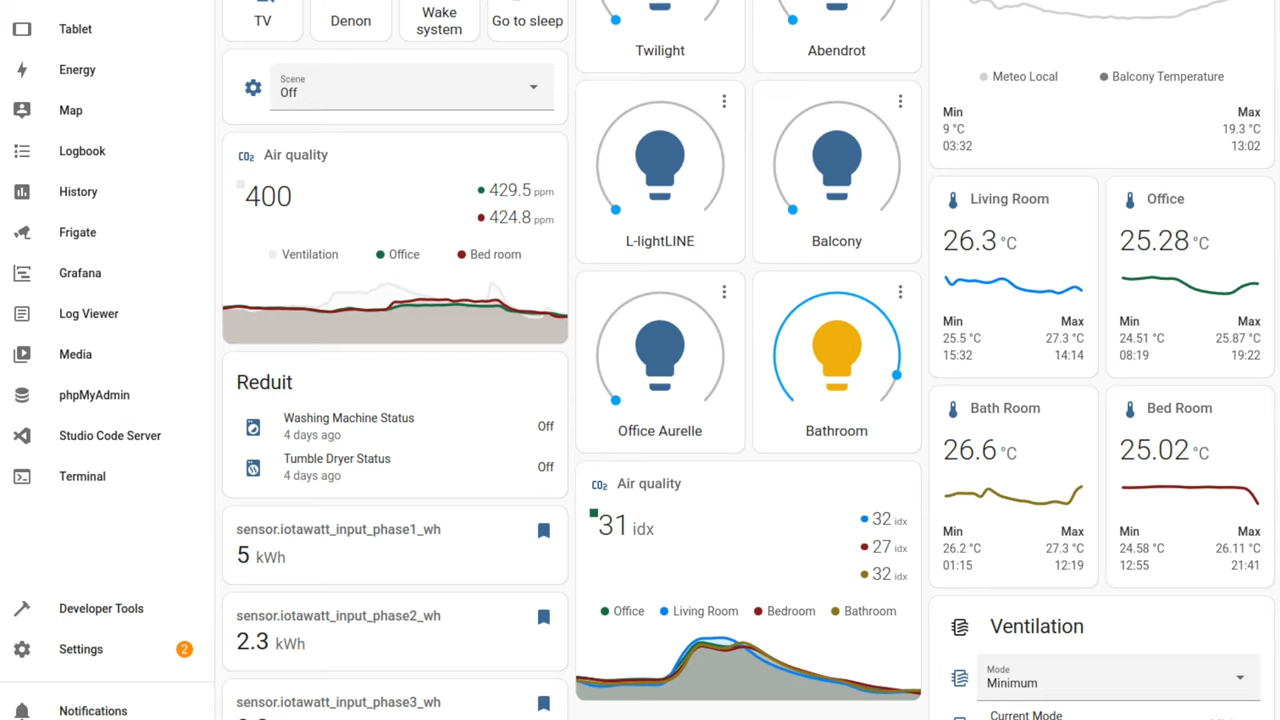 Tablet
Energy
Map
Logbook
History
Frigate
Grafana
Log Viewer
Media
phpMyAdmin
Studio Code Server
Terminal
Developer Tools
Settings
2
Notifications
TV
Denon
Wake
system
Go to sleep
Scene
Off
CO₂ Air quality
400
429.5 ppm
424.8 ppm
Ventilation
Office
Bed room
Reduit
Washing Machine Status
4 days ago
Off
Tumble Dryer Status
4 days ago
Off
sensor.iotawatt_input_phase1_wh
5 kWh
sensor.iotawatt_input_phase2_wh
2.3 kWh
sensor.iotawatt_input_phase3_wh
Twilight
Abendrot
L-lightLINE
Balcony
Office Aurelle
Bathroom
CO₂ Air quality
31 idx
32 idx
27 idx
32 idx
Office
Living Room
Bedroom
Bathroom
Meteo Local
Balcony Temperature
Min
Max
9 °C
19.3 °C
03:32
13:02
Living Room
26.3 °C
Min
Max
25.5 °C
27.3 °C
15:32
14:14
Office
25.28 °C
Min
Max
24.51 °C
25.87 °C
08:19
19:22
Bath Room
26.6 °C
Min
Max
26.2 °C
27.3 °C
01:15
12:19
Bed Room
25.02 °C
Min
Max
24.58 °C
26.11 °C
12:55
21:41
Ventilation
Mode
Minimum
Current Mode